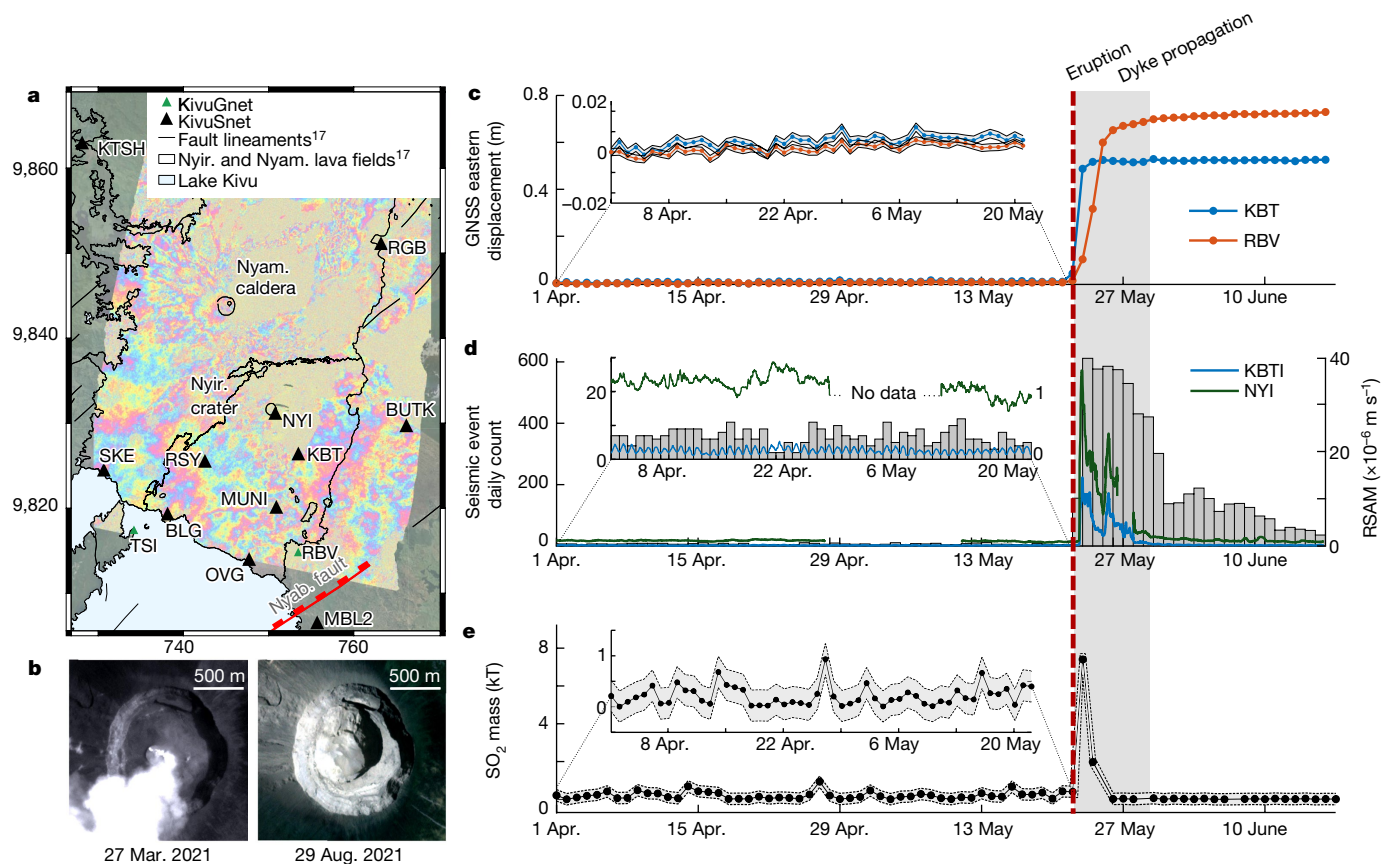 a
KivuGnet
KivuSnet
Fault lineaments17
Nyir. and Nyam. lava fields17
Lake Kivu
9,860
9,840
9,820
740
760
KTSH
RGB
Nyam.
caldera
Nyir.
crater
NYI
BUTK
SKE
RSY
KBT
MUNI
BLG
TSI
RBV
OVG
Nyab. fault
MBL2
b
500 m
500 m
27 Mar. 2021
29 Aug. 2021
Eruption
Dyke propagation
c
GNSS eastern
displacement (m)
0.8
0.4
0
0.02
0
−0.02
8 Apr.
22 Apr.
6 May
20 May
KBT
RBV
1 Apr.
15 Apr.
29 Apr.
13 May
27 May
10 June
d
Seismic event
daily count
600
400
200
0
20
0
No data
1
0
8 Apr.
22 Apr.
6 May
20 May
KBTI
NYI
40
20
0
RSAM (×10−6 m s−1)
1 Apr.
15 Apr.
29 Apr.
13 May
27 May
10 June
e
SO2 mass (kT)
8
6
4
2
0
1
0
8 Apr.
22 Apr.
6 May
20 May
1 Apr.
15 Apr.
29 Apr.
13 May
27 May
10 June